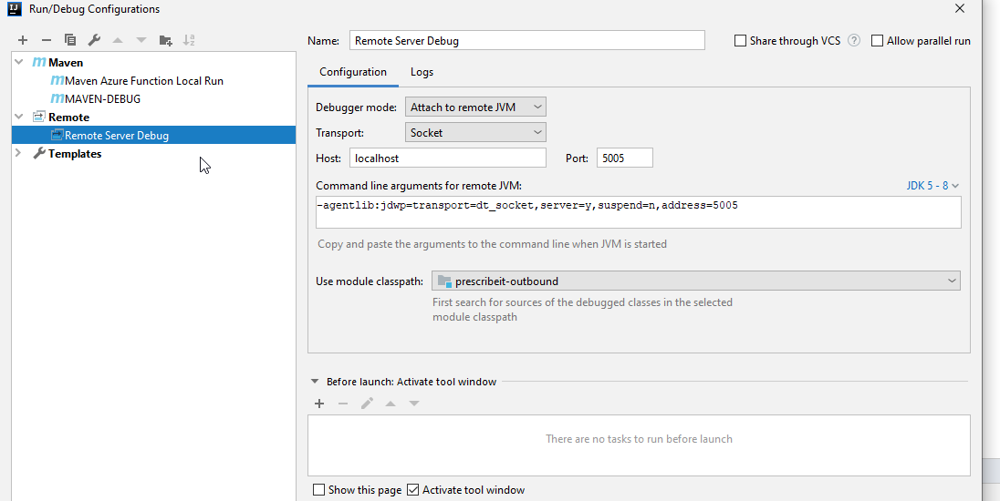 Run/Debug Configurations
Name: Remote Server Debug
Share through VCS ? Allow parallel run
Maven
Maven Azure Function Local Run
MAVEN-DEBUG
Remote
Remote Server Debug
Templates
Configuration Logs
Debugger mode: Attach to remote JVM
Transport: Socket
Host: localhost Port: 5005
Command line arguments for remote JVM: JDK 5 - 8
-agentlib:jdwp=transport=dt_socket,server=y,suspend=n,address=5005
Copy and paste the arguments to the command line when JVM is started
Use module classpath: prescribeit-outbound
First search for sources of the debugged classes in the selected
module classpath
Before launch: Activate tool window
There are no tasks to run before launch
Show this page Activate tool window